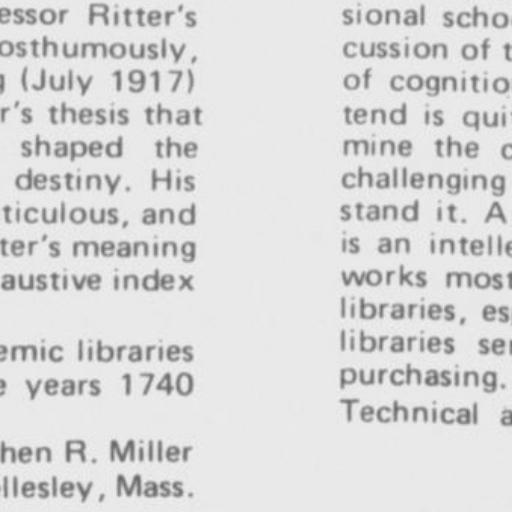 essor Ritter's
osthumously,
g (July 1917)
r's thesis that
shaped the
destiny. His
ticulous, and
ter's meaning
austive index
emic libraries
e years 1740
hen R. Miller
llesley, Mass.
sional scho
cussion of t
of cognitio
tend is qui
mine the c
challenging
stand it. A
is an intelle
works most
libraries, es
libraries se
purchasing.
Technical a